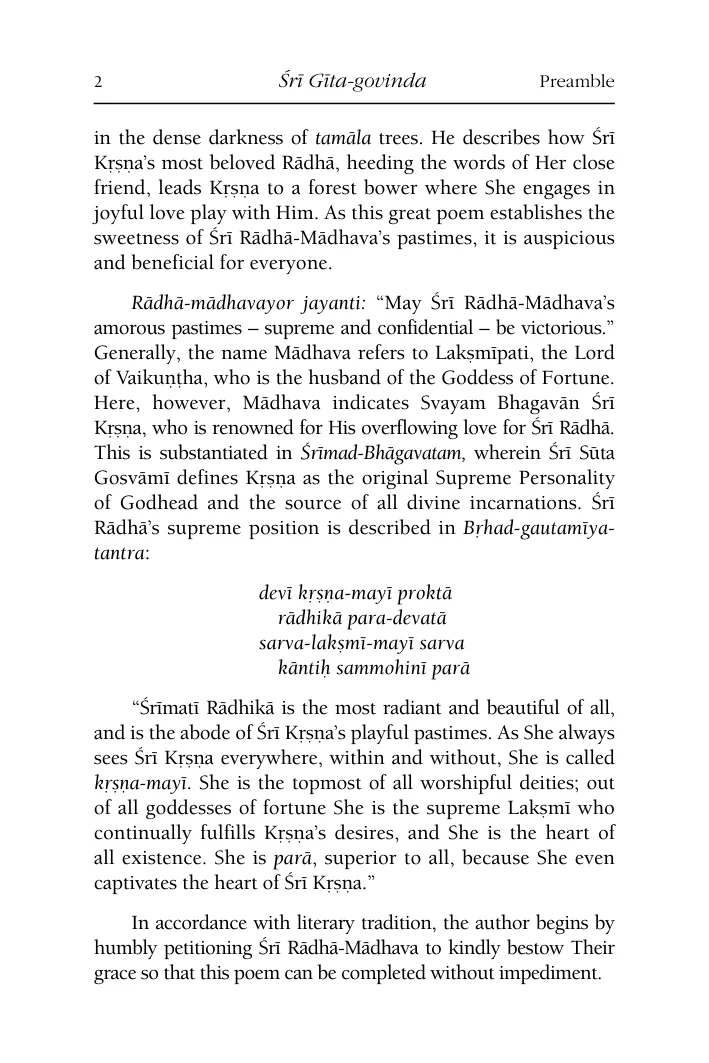 2 Śrī Gīta-govinda Preamble
in the dense darkness of tamāla trees. He describes how Śrī
Kṛṣṇa’s most beloved Rādhā, heeding the words of Her close
friend, leads Kṛṣṇa to a forest bower where She engages in
joyful love play with Him. As this great poem establishes the
sweetness of Śrī Rādhā-Mādhava’s pastimes, it is auspicious
and beneficial for everyone.
Rādhā-mādhavayor jayanti: “May Śrī Rādhā-Mādhava’s
amorous pastimes – supreme and confidential – be victorious.”
Generally, the name Mādhava refers to Lakṣmīpati, the Lord
of Vaikuṇṭha, who is the husband of the Goddess of Fortune.
Here, however, Mādhava indicates Svayam Bhagavān Śrī
Kṛṣṇa, who is renowned for His overflowing love for Śrī Rādhā.
This is substantiated in Śrīmad-Bhāgavatam, wherein Śrī Sūta
Gosvāmī defines Kṛṣṇa as the original Supreme Personality
of Godhead and the source of all divine incarnations. Śrī
Rādhā’s supreme position is described in Bṛhad-gautamīya-
tantra:
devī kṛṣṇa-mayī proktā
rādhikā para-devatā
sarva-lakṣmī-mayī sarva
kāntiḥ sammohinī parā
“Śrīmatī Rādhikā is the most radiant and beautiful of all,
and is the abode of Śrī Kṛṣṇa’s playful pastimes. As She always
sees Śrī Kṛṣṇa everywhere, within and without, She is called
kṛṣṇa-mayī. She is the topmost of all worshipful deities; out
of all goddesses of fortune She is the supreme Lakṣmī who
continually fulfills Kṛṣṇa’s desires, and She is the heart of
all existence. She is parā, superior to all, because She even
captivates the heart of Śrī Kṛṣṇa.”
In accordance with literary tradition, the author begins by
humbly petitioning Śrī Rādhā-Mādhava to kindly bestow Their
grace so that this poem can be completed without impediment.